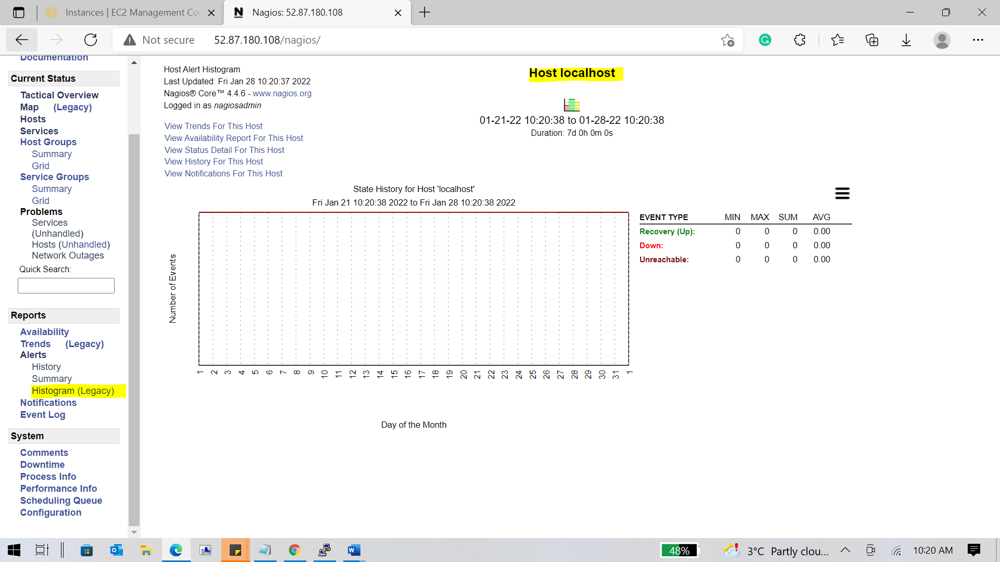 Instances | EC2 Management Co
Nagios: 52.87.180.108
Not secure 52.87.180.108/nagios/
Documentation
Current Status
Tactical Overview
Map (Legacy)
Hosts
Services
Host Groups
Summary
Grid
Service Groups
Summary
Grid
Problems
Services
(Unhandled)
Hosts (Unhandled)
Network Outages
Quick Search:
Reports
Availability
Trends (Legacy)
Alerts
History
Summary
Histogram (Legacy)
Notifications
Event Log
System
Comments
Downtime
Process Info
Performance Info
Scheduling Queue
Configuration
Host Alert Histogram
Last Updated: Fri Jan 28 10:20:37 2022
Nagios® Core™ 4.4.6 - www.nagios.org
Logged in as nagiosadmin
View Trends For This Host
View Availability Report For This Host
View Status Detail For This Host
View History For This Host
View Notifications For This Host
Host localhost
01-21-22 10:20:38 to 01-28-22 10:20:38
Duration: 7d 0h 0m 0s
State History for Host 'localhost'
Fri Jan 21 10:20:38 2022 to Fri Jan 28 10:20:38 2022
Number of Events
1 2 3 4 5 6 7 8 9 10 11 12 13 14 15 16 17 18 19 20 21 22 23 24 25 26 27 28 29 30 31 1
Day of the Month
EVENT TYPE MIN MAX SUM AVG
Recovery (Up): 0 0 0 0.00
Down: 0 0 0 0.00
Unreachable: 0 0 0 0.00
48%
3°C Partly clou...
10:20 AM